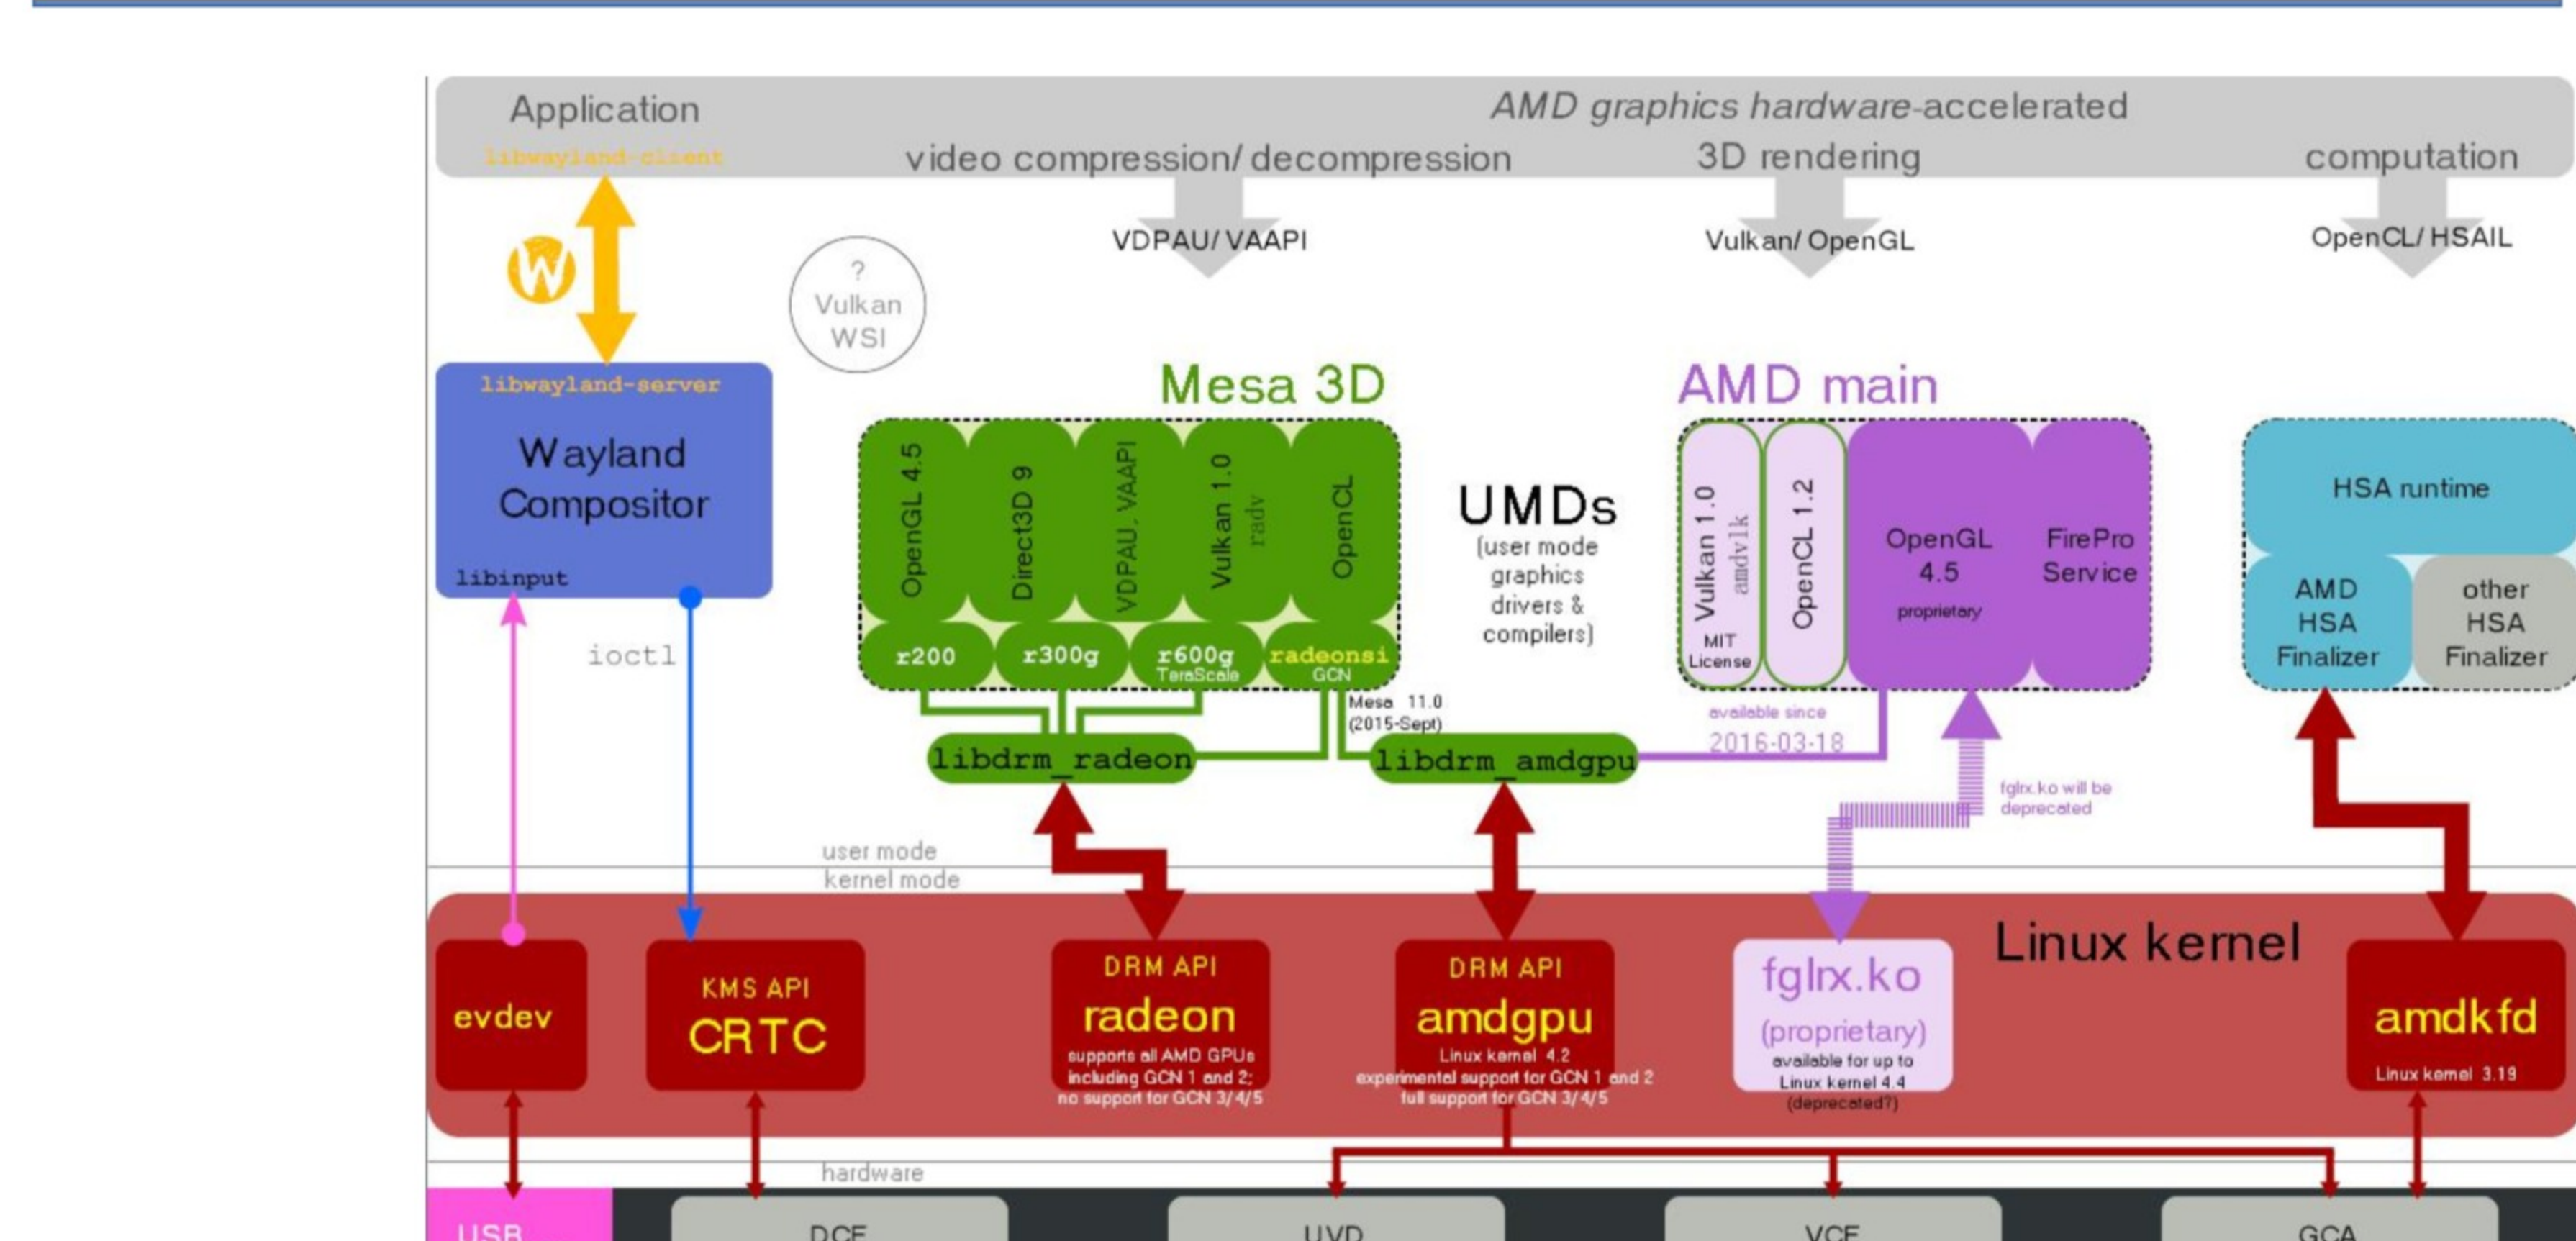 Application
libwayland-client
AMD graphics hardware-accelerated
video compression/decompression
3D rendering
computation
VDPAU/VAAPI
Vulkan/OpenGL
OpenCL/HSAIL
W
?
Vulkan
WSI
libwayland-server
Wayland
Compositor
libinput
ioctl
Mesa 3D
OpenGL 4.5
Direct3D 9
VDPAU, VAAPI
Vulkan 1.0
radv
OpenCL
r200
r300g
r600g
TeraScale
radeonsi
GCN
Mesa 11.0
(2015-Sept)
libdrm_radeon
libdrm_amdgpu
UMDs
(user mode
graphics
drivers &
compilers)
AMD main
Vulkan 1.0
amdvlk
MIT
License
OpenCL 1.2
OpenGL
4.5
proprietary
FirePro
Service
available since
2016-03-18
fglrx.ko will be
deprecated
HSA runtime
AMD
HSA
Finalizer
other
HSA
Finalizer
user mode
kernel mode
Linux kernel
evdev
KMS API
CRTC
DRM API
radeon
supports all AMD GPUs
including GCN 1 and 2;
no support for GCN 3/4/5
DRM API
amdgpu
Linux kernel 4.2
experimental support for GCN 1 and 2
full support for GCN 3/4/5
fglrx.ko
(proprietary)
available for up to
Linux kernel 4.4
(deprecated?)
amdkfd
Linux kernel 3.19
hardware
USB
DCE
UVD
VCE
GCA